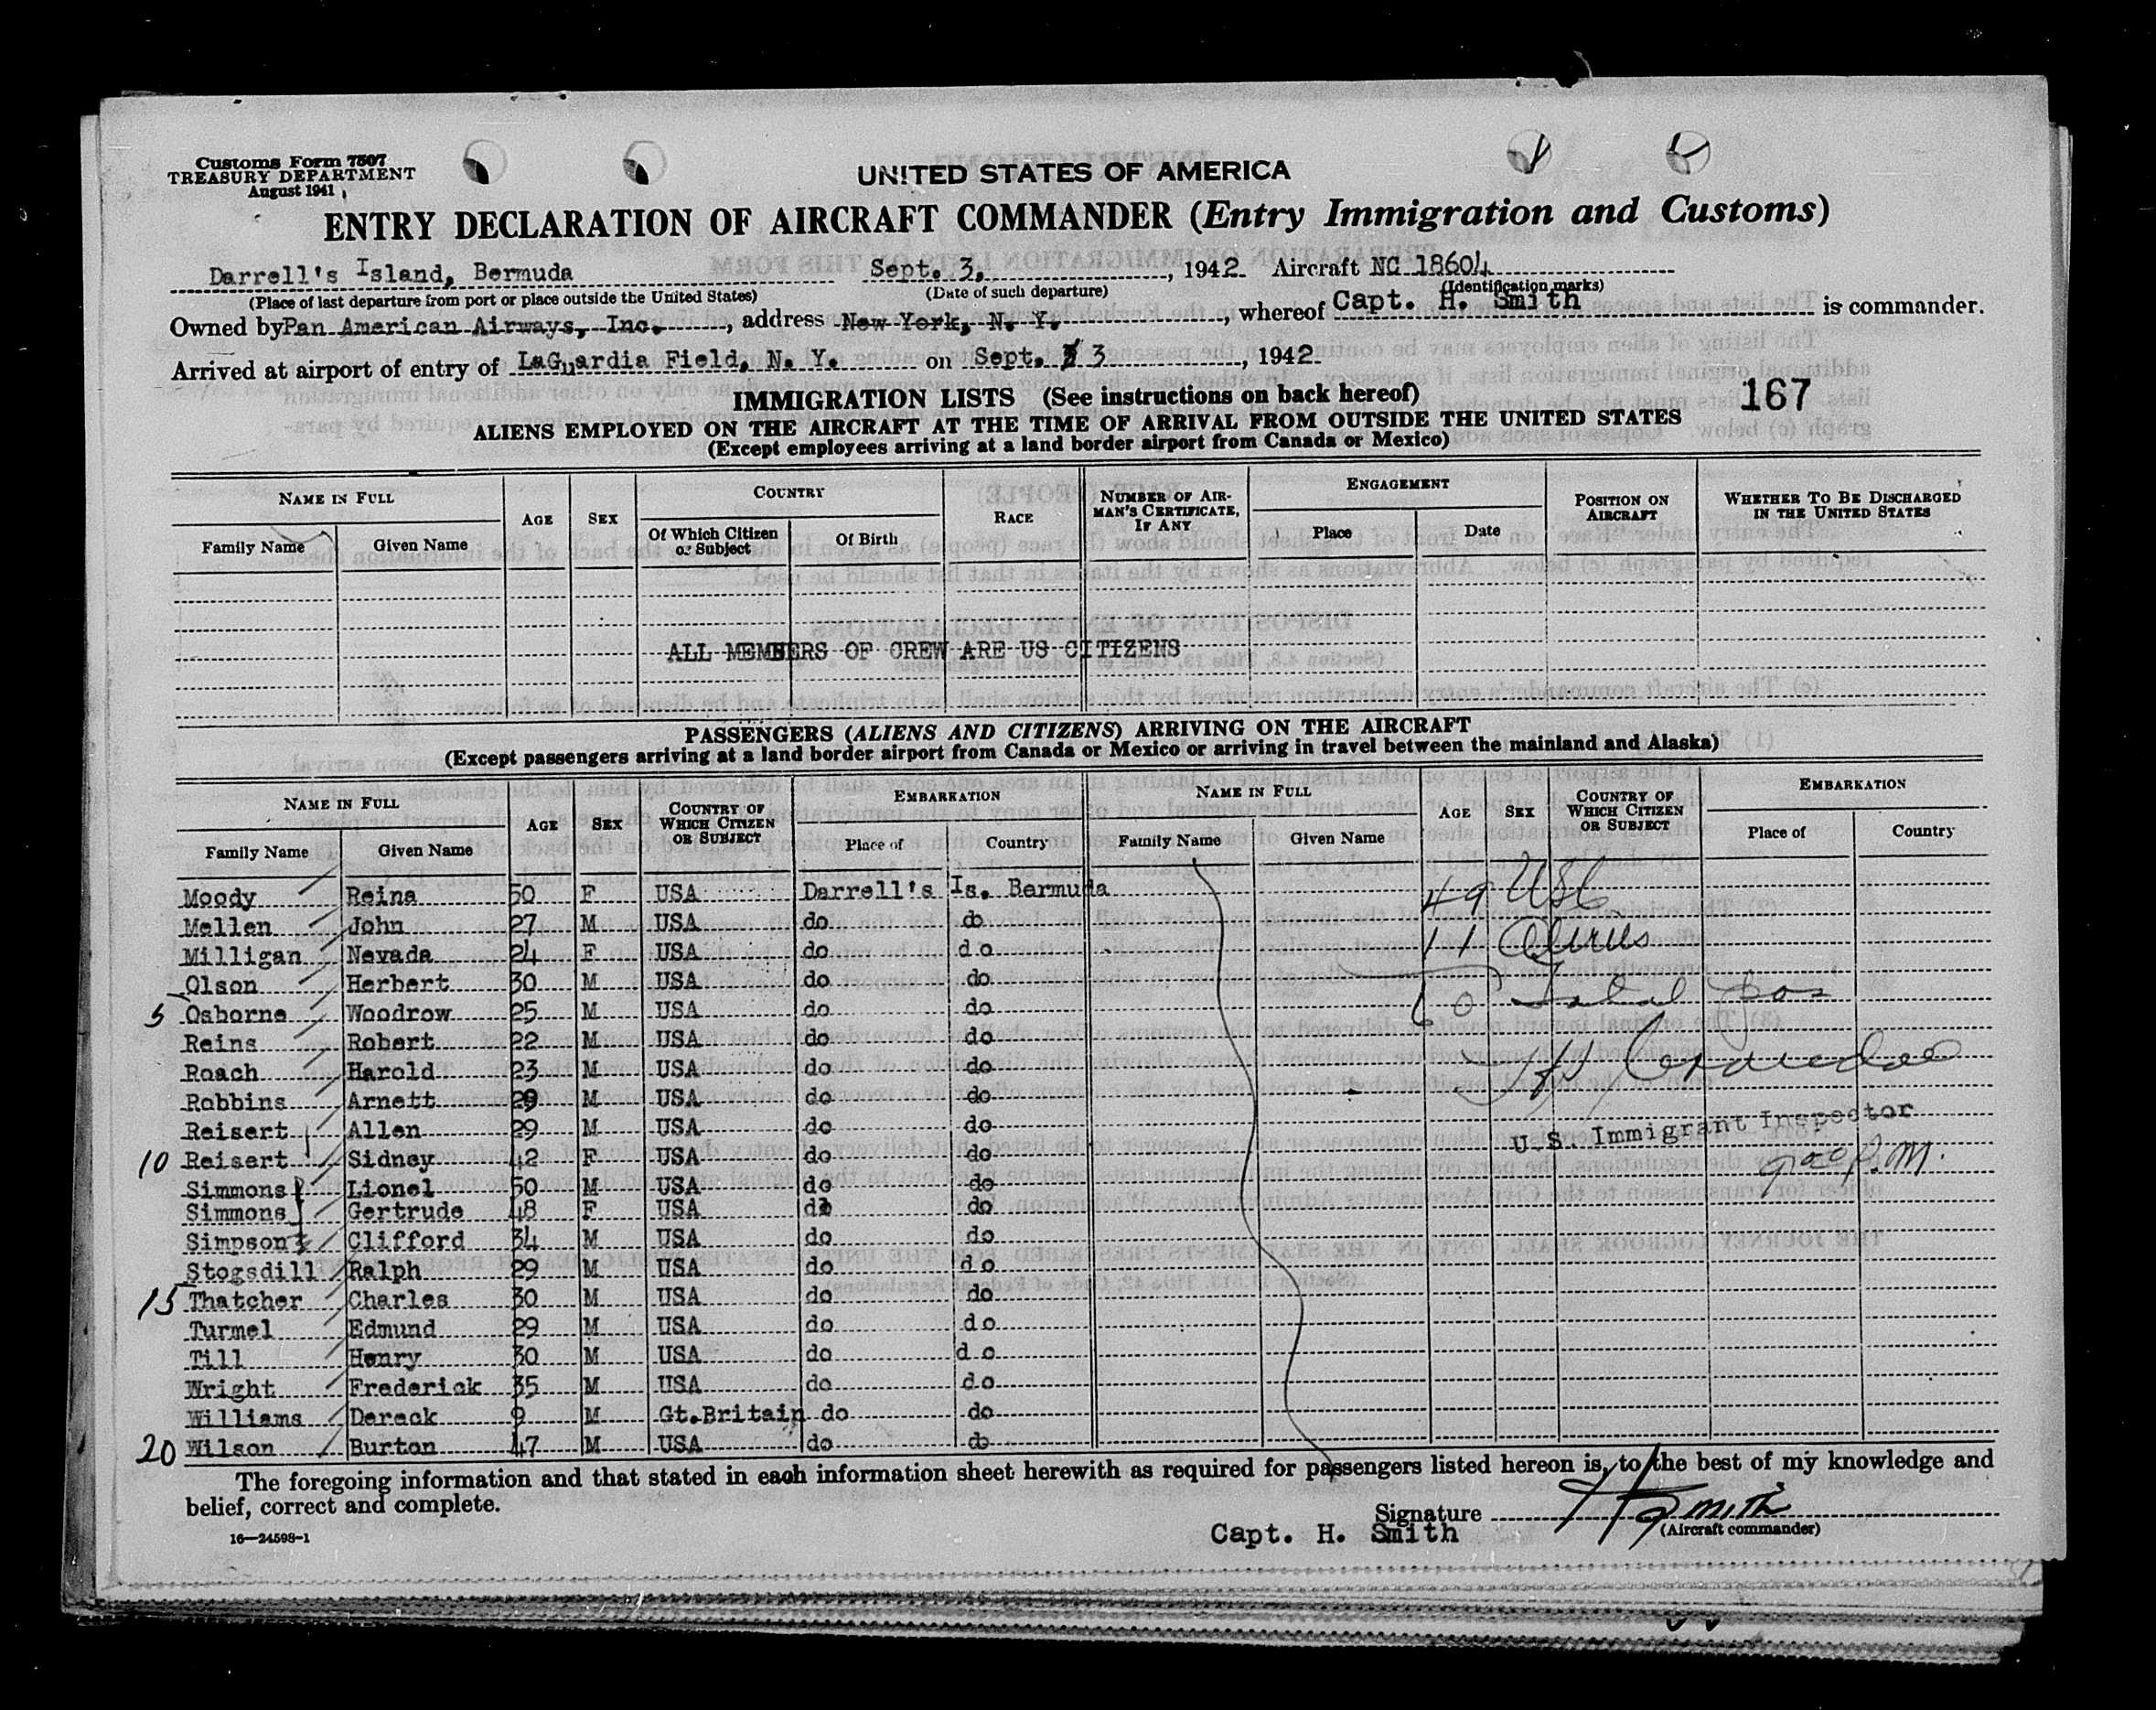 Customs Form 7507
TREASURY DEPARTMENT
August 1941
UNITED STATES OF AMERICA
ENTRY DECLARATION OF AIRCRAFT COMMANDER (Entry Immigration and Customs)
Darrell's Island, Bermuda Sept. 3, , 1942 Aircraft NC 18604
(Place of last departure from port or place outside the United States) (Date of such departure) (Identification marks)
Owned by Pan American Airways, Inc. , address New York, N. Y. , whereof Capt. H. Smith is commander.
Arrived at airport of entry of LaGuardia Field, N. Y. on Sept. 3 , 1942
IMMIGRATION LISTS (See instructions on back hereof) 167
ALIENS EMPLOYED ON THE AIRCRAFT AT THE TIME OF ARRIVAL FROM OUTSIDE THE UNITED STATES
(Except employees arriving at a land border airport from Canada or Mexico)
NAME IN FULL AGE SEX COUNTRY RACE NUMBER OF AIRMAN'S CERTIFICATE, IF ANY ENGAGEMENT POSITION ON AIRCRAFT WHETHER TO BE DISCHARGED IN THE UNITED STATES
Family Name Given Name Of Which Citizen or Subject Of Birth Place Date
ALL MEMBERS OF CREW ARE US CITIZENS
PASSENGERS (ALIENS AND CITIZENS) ARRIVING ON THE AIRCRAFT
(Except passengers arriving at a land border airport from Canada or Mexico or arriving in travel between the mainland and Alaska)
NAME IN FULL AGE SEX COUNTRY OF WHICH CITIZEN OR SUBJECT EMBARKATION NAME IN FULL AGE SEX COUNTRY OF WHICH CITIZEN OR SUBJECT EMBARKATION
Family Name Given Name Place of Country Family Name Given Name Place of Country
Moody Reina 50 F USA Darrell's Is. Bermuda 49 USC
Mellen John 27 M USA do do 11 Aliens
Milligan Nevada 24 F USA do do
Olson Herbert 30 M USA do do 60 Total pas
5 Osborne Woodrow 25 M USA do do
Reins Robert 22 M USA do do
Roach Harold 23 M USA do do
Robbins Arnett 29 M USA do do
Reisert Allen 29 M USA do do U.S. Immigrant Inspector
10 Reisert Sidney 42 F USA do do P.M.
Simmons Lionel 50 M USA do do
Simmons Gertrude 48 F USA do do
Simpson Clifford 34 M USA do do
Stogsdill Ralph 29 M USA do do
15 Thatcher Charles 30 M USA do do
Turmel Edmund 29 M USA do do
Till Henry 30 M USA do do
Wright Frederick 35 M USA do do
Williams Dereck 9 M Gt.Britain do do
20 Wilson Burton 47 M USA do do
The foregoing information and that stated in each information sheet herewith as required for passengers listed hereon is, to the best of my knowledge and
belief, correct and complete.
Signature H Smith
16—24598-1 Capt. H. Smith (Aircraft commander)